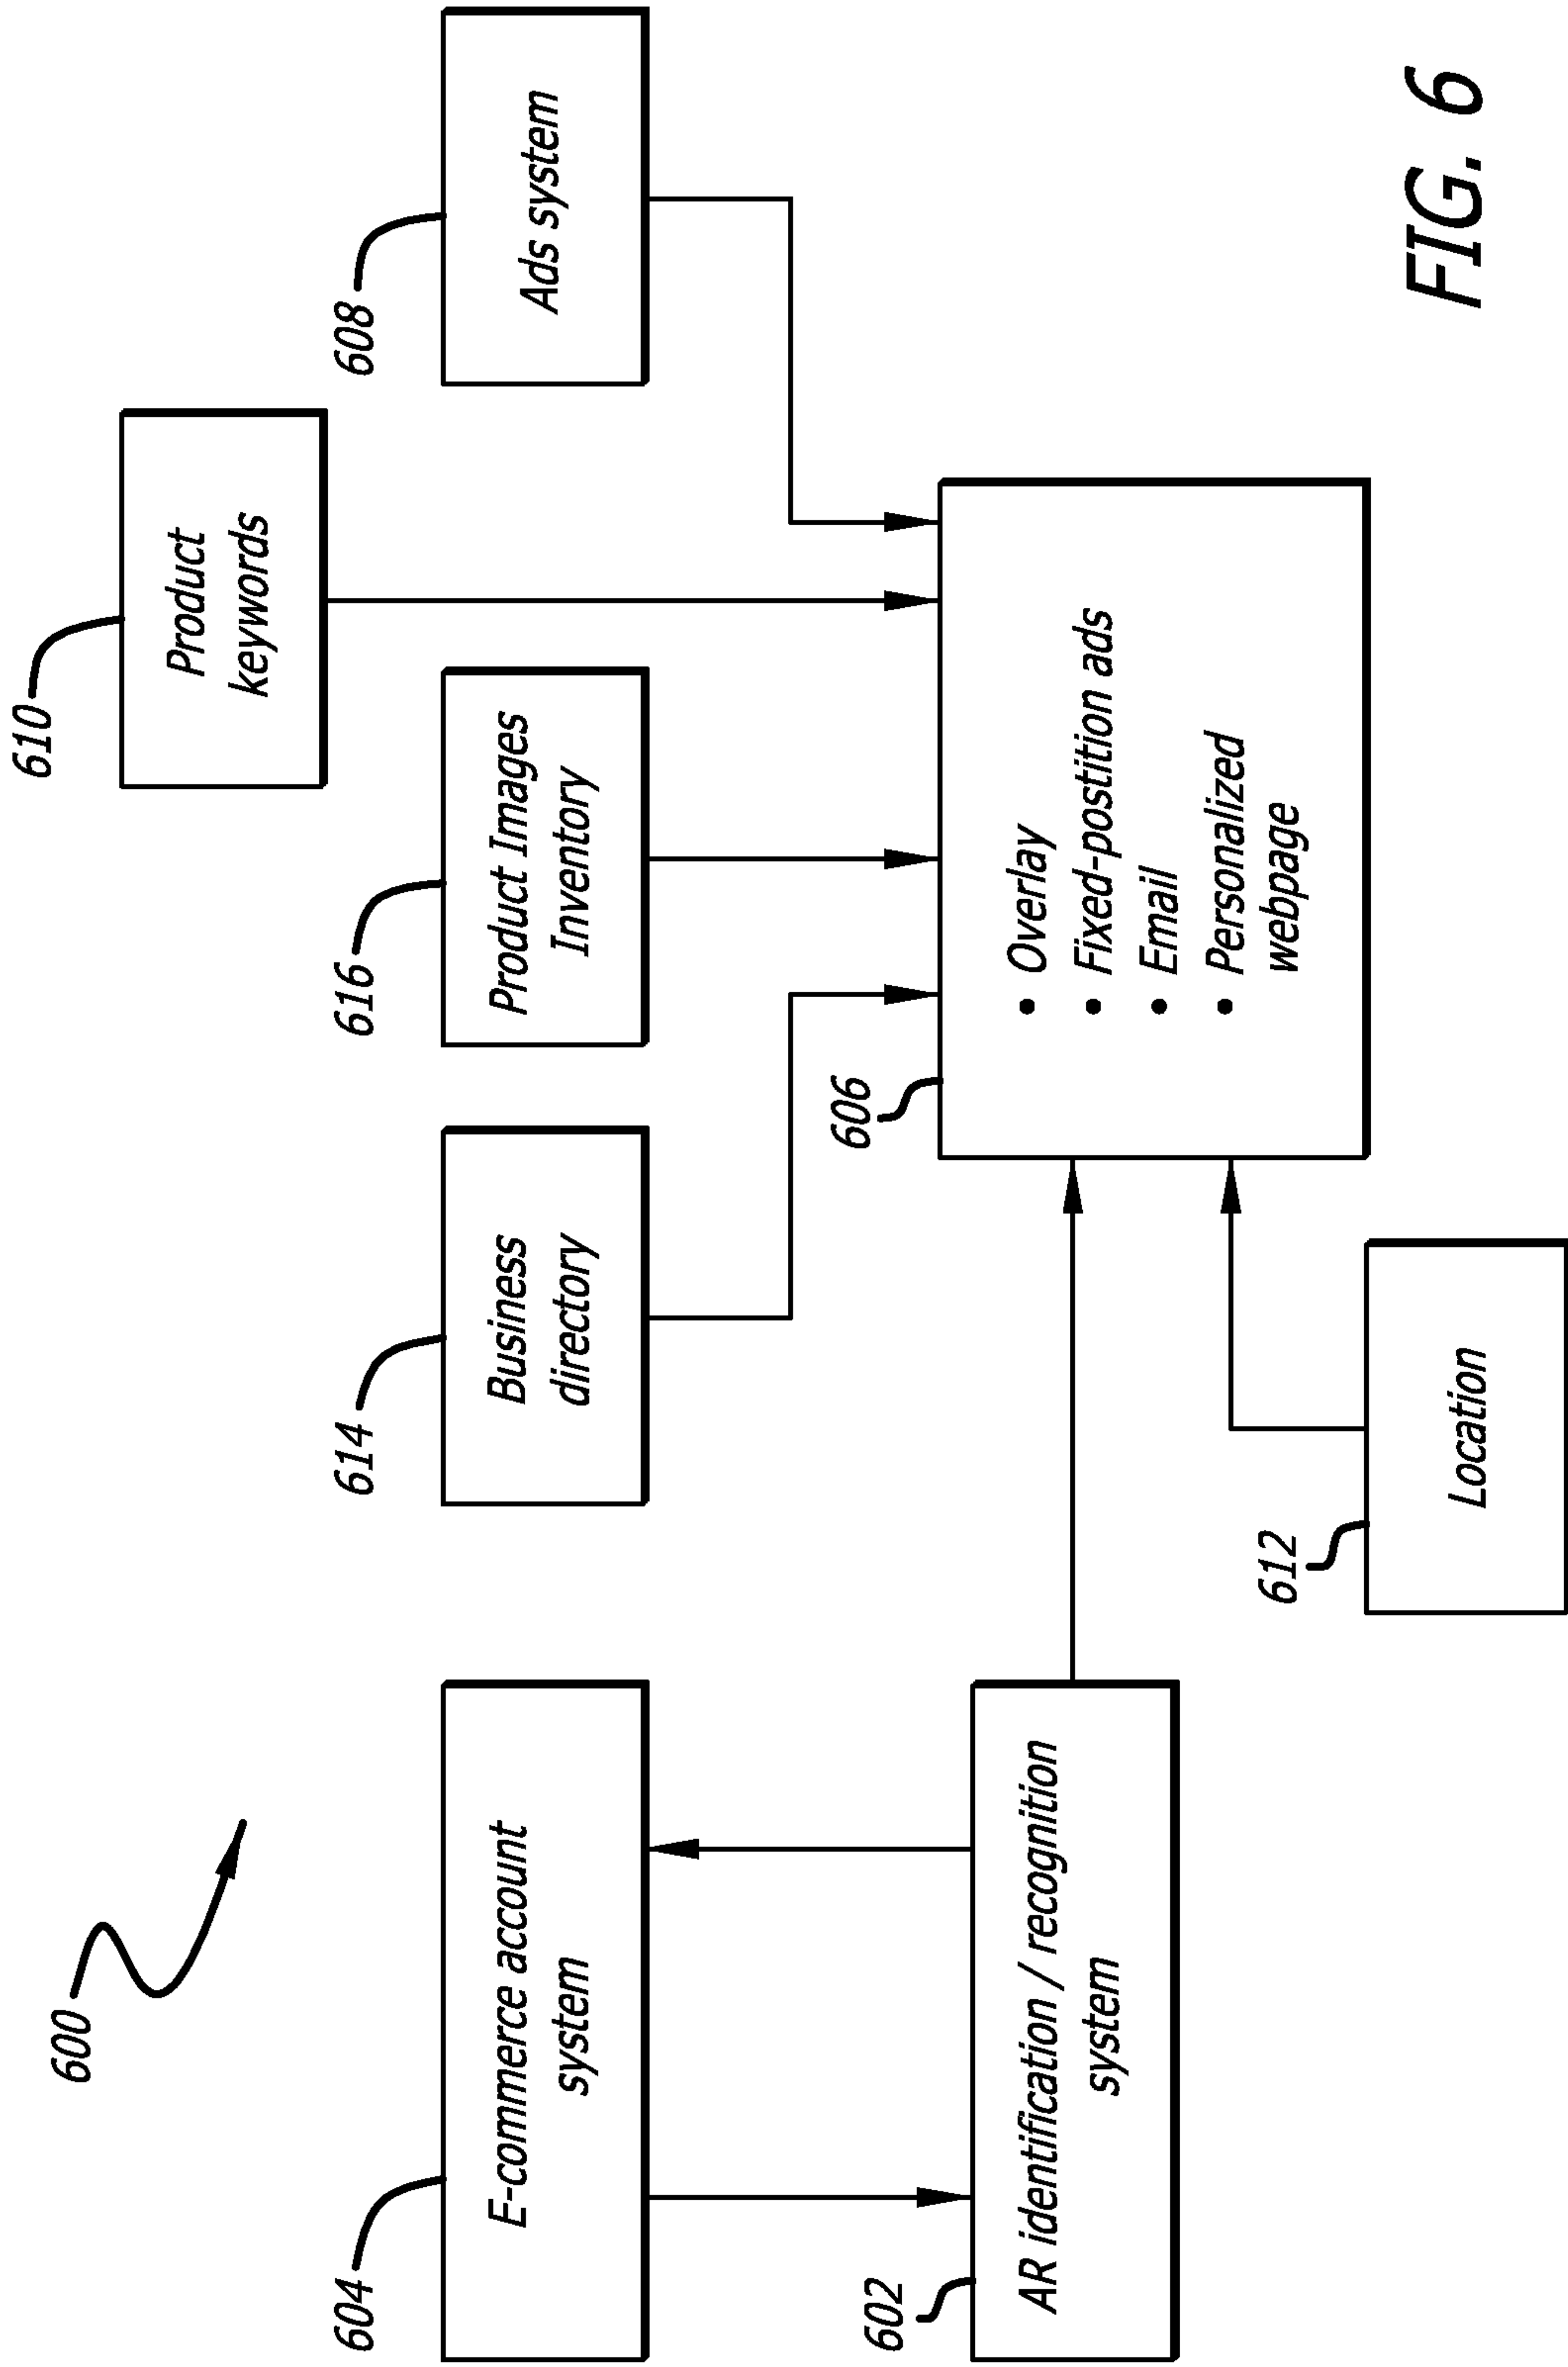 600
610
Product
keywords
604
E-commerce account
system
614
Business
directory
616
Product Images
Inventory
608
Ads system
602
AR identification / recognition
system
606
• Overlay
• Fixed-postition ads
• Email
• Personalized
webpage
612
Location
FIG. 6